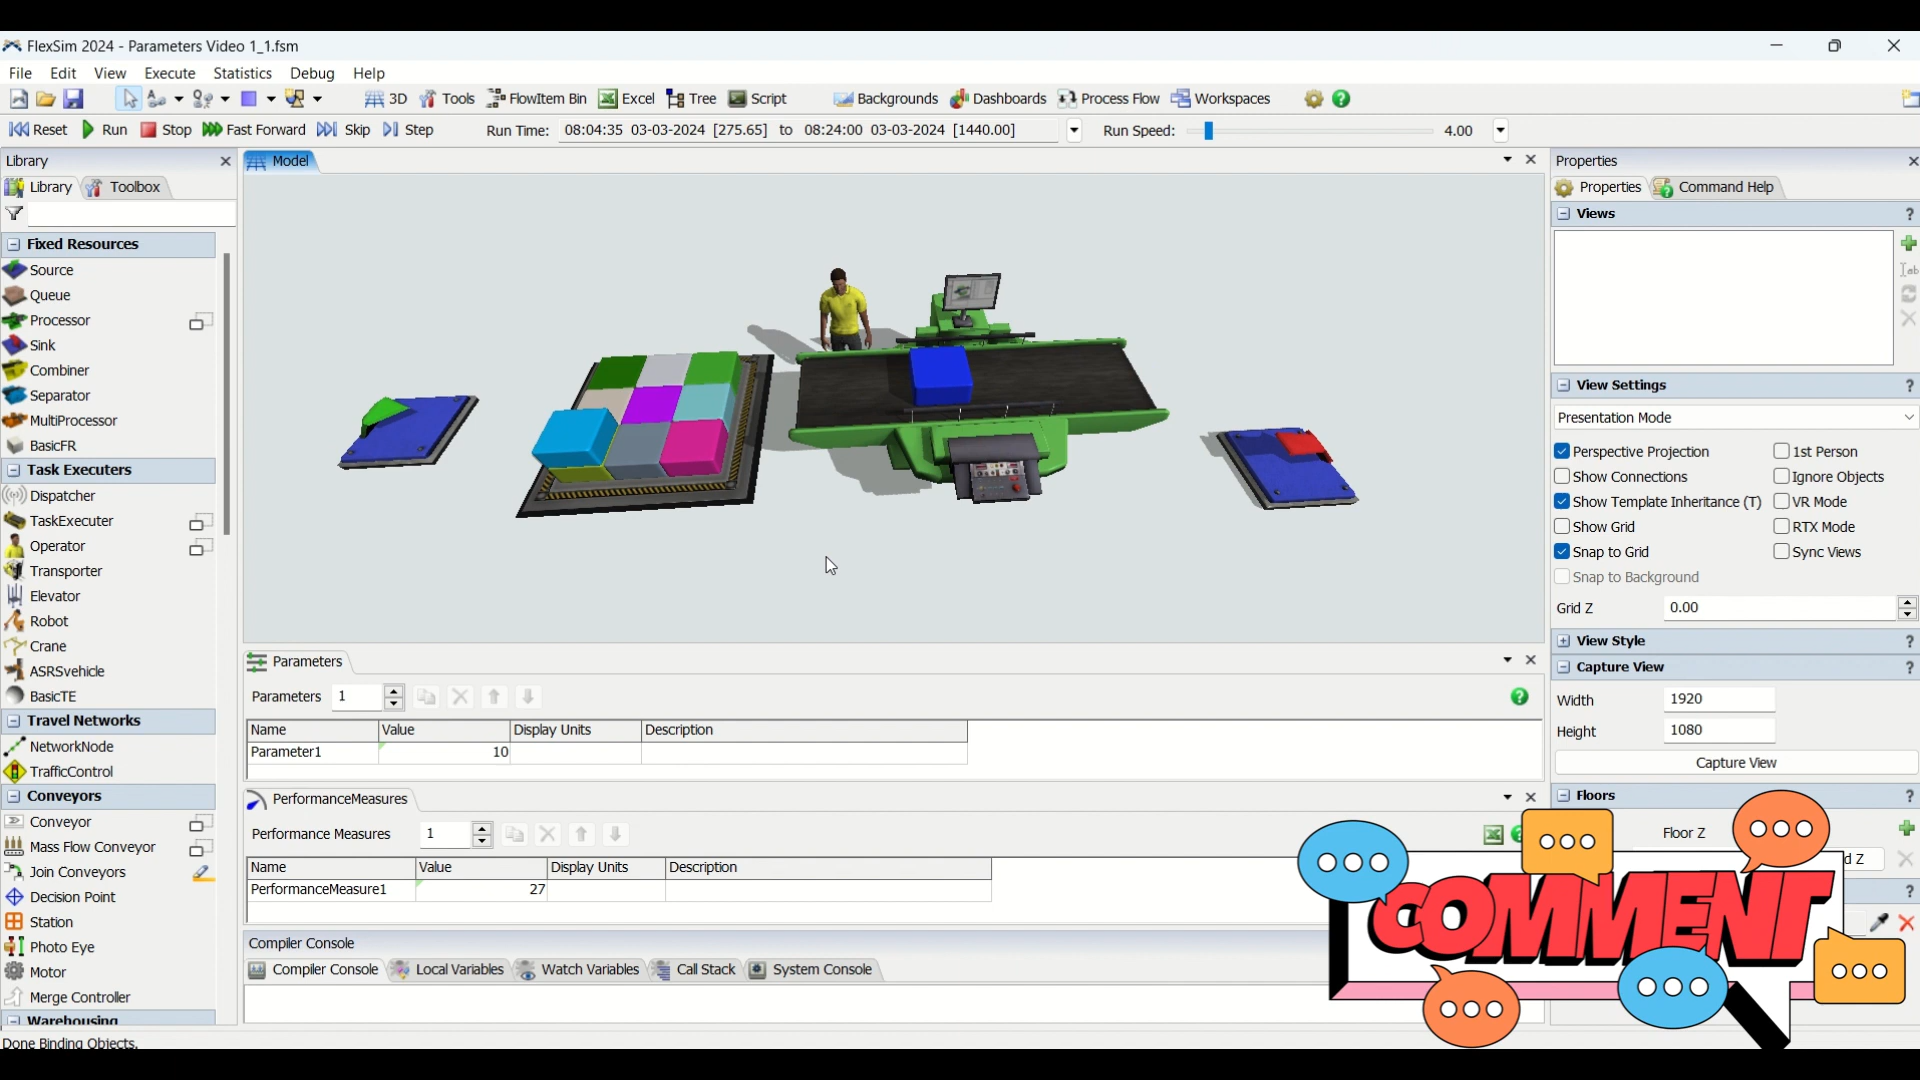 FlexSim 2024 - Parameters Video 1_1.fsm
File Edit View Execute Statistics Debug Help
3D Tools FlowItem Bin Excel Tree Script Backgrounds Dashboards Process Flow Workspaces
Reset Run Stop Fast Forward Skip Step Run Time: 08:04:35 03-03-2024 [275.65] to 08:24:00 03-03-2024 [1440.00] Run Speed: 4.00
Library
Library Toolbox
Fixed Resources
Source
Queue
Processor
Sink
Combiner
Separator
MultiProcessor
BasicFR
Task Executers
Dispatcher
TaskExecuter
Operator
Transporter
Elevator
Robot
Crane
ASRSvehicle
BasicTE
Travel Networks
NetworkNode
TrafficControl
Conveyors
Conveyor
Mass Flow Conveyor
Join Conveyors
Decision Point
Station
Photo Eye
Motor
Merge Controller
Warehousing
Done Binding Objects.
Model
Parameters
Parameters 1
Name Value Display Units Description
Parameter1 10
PerformanceMeasures
Performance Measures 1
Name Value Display Units Description
PerformanceMeasure1 27
Compiler Console
Compiler Console Local Variables Watch Variables Call Stack System Console
Properties
Properties Command Help
Views
View Settings
Presentation Mode
Perspective Projection 1st Person
Show Connections Ignore Objects
Show Template Inheritance (T) VR Mode
Show Grid RTX Mode
Snap to Grid Sync Views
Snap to Background
Grid Z 0.00
View Style
Capture View
Width 1920
Height 1080
Capture View
Floors
Floor Z
d Z
COMMENT